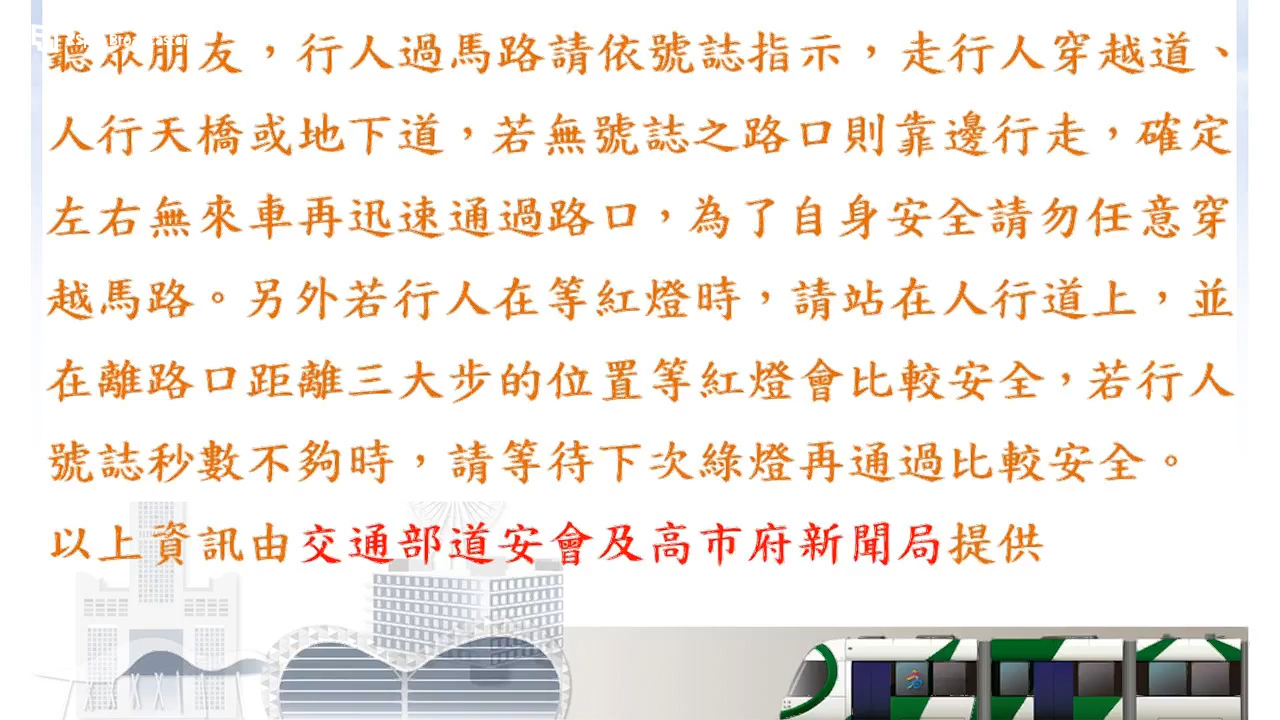 聽眾朋友，行人過馬路請依號誌指示，走行人穿越道、
人行天橋或地下道，若無號誌之路口則靠邊行走，確定
左右無來車再迅速通過路口，為了自身安全請勿任意穿
越馬路。另外若行人在等紅燈時，請站在人行道上，並
在離路口距離三大步的位置等紅燈會比較安全，若行人
號誌秒數不夠時，請等待下次綠燈再通過比較安全。
以上資訊由交通部道安會及高市府新聞局提供